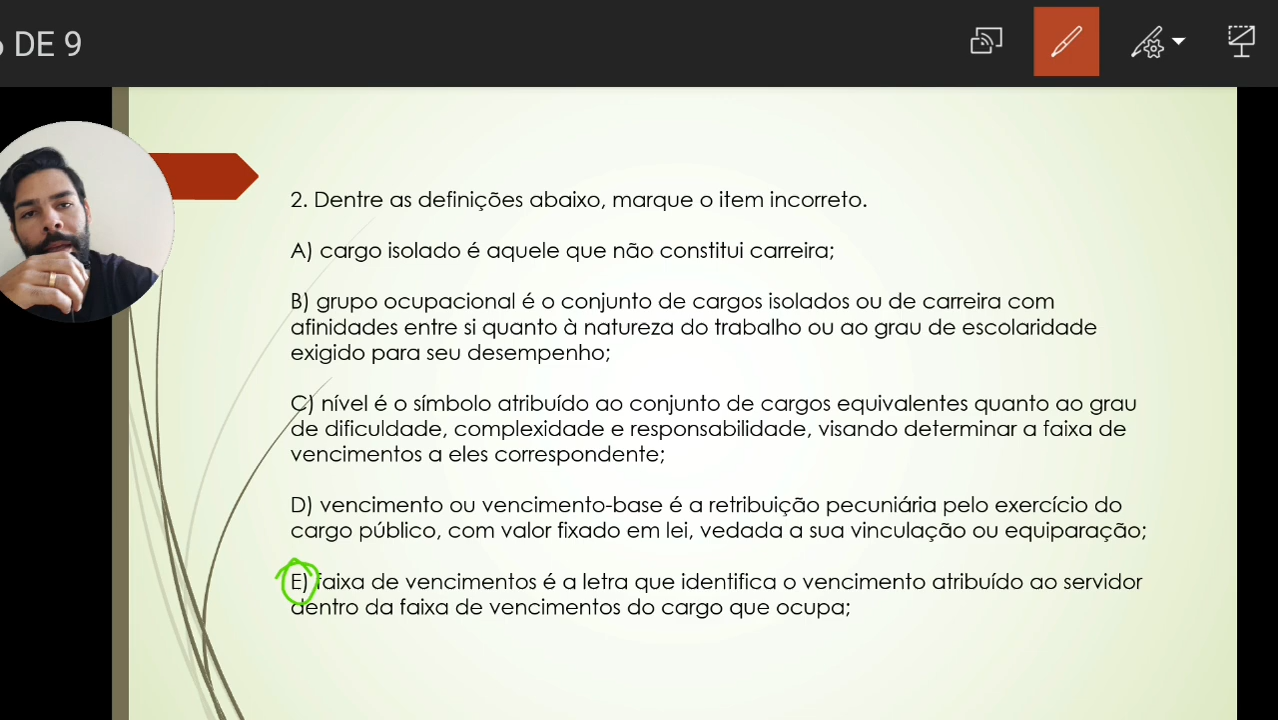 DE 9
2. Dentre as definições abaixo, marque o item incorreto.
A) cargo isolado é aquele que não constitui carreira;
B) grupo ocupacional é o conjunto de cargos isolados ou de carreira com
afinidades entre si quanto à natureza do trabalho ou ao grau de escolaridade
exigido para seu desempenho;
C) nível é o símbolo atribuído ao conjunto de cargos equivalentes quanto ao grau
de dificuldade, complexidade e responsabilidade, visando determinar a faixa de
vencimentos a eles correspondente;
D) vencimento ou vencimento-base é a retribuição pecuniária pelo exercício do
cargo público, com valor fixado em lei, vedada a sua vinculação ou equiparação;
E) faixa de vencimentos é a letra que identifica o vencimento atribuído ao servidor
dentro da faixa de vencimentos do cargo que ocupa;